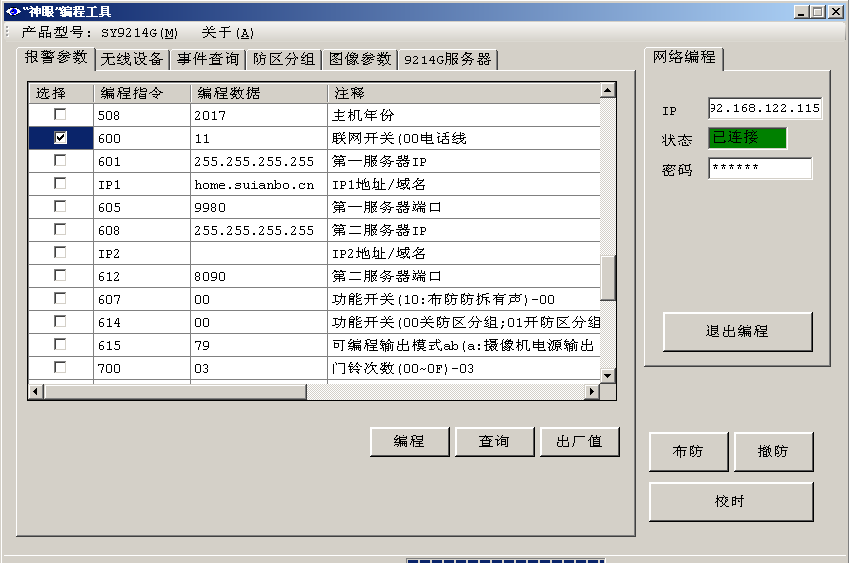 "神眼"编程工具
产品型号: SY9214G(M) 关于(A)
报警参数 无线设备 事件查询 防区分组 图像参数 9214G服务器
选择 编程指令 编程数据 注释
508 2017 主机年份
600 11 联网开关(00电话线
601 255.255.255.255 第一服务器IP
IP1 home.suianbo.cn IP1地址/域名
605 9980 第一服务器端口
608 255.255.255.255 第二服务器IP
IP2 IP2地址/域名
612 8090 第二服务器端口
607 00 功能开关(10:布防防拆有声)-00
614 00 功能开关(00关防区分组;01开防区分组
615 79 可编程输出模式ab(a:摄像机电源输出
700 03 门铃次数(00~0F)-03
编程 查询 出厂值
网络编程
IP 92.168.122.115
状态 已连接
密码 ******
退出编程
布防 撤防
校时